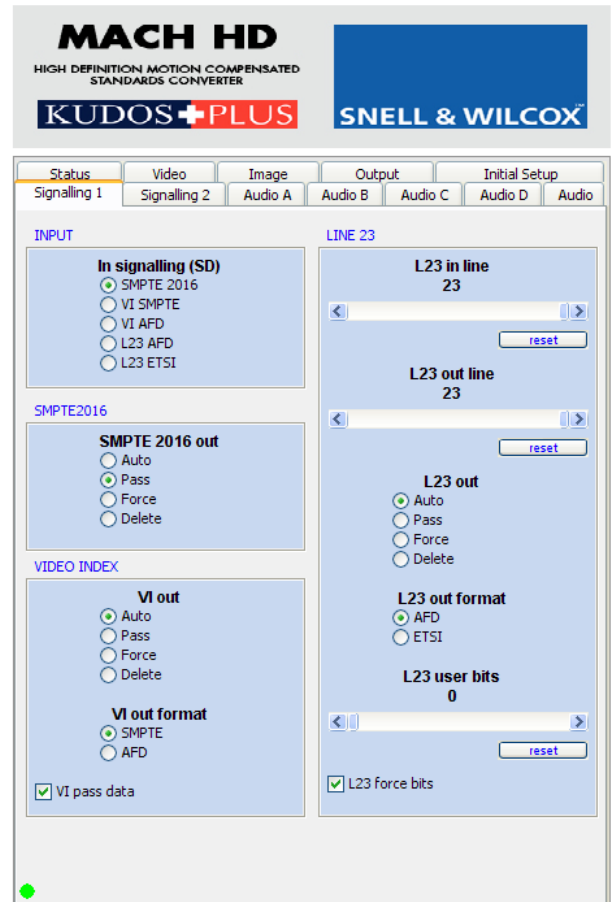 MACH HD
HIGH DEFINITION MOTION COMPENSATED
STANDARDS CONVERTER
KUDOS PLUS
SNELL & WILCOX™
Status Video Image Output Initial Setup
Signalling 1 Signalling 2 Audio A Audio B Audio C Audio D Audio
INPUT
In signalling (SD)
SMPTE 2016
VI SMPTE
VI AFD
L23 AFD
L23 ETSI
SMPTE2016
SMPTE 2016 out
Auto
Pass
Force
Delete
VIDEO INDEX
VI out
Auto
Pass
Force
Delete
VI out format
SMPTE
AFD
VI pass data
LINE 23
L23 in line
23
reset
L23 out line
23
reset
L23 out
Auto
Pass
Force
Delete
L23 out format
AFD
ETSI
L23 user bits
0
reset
L23 force bits